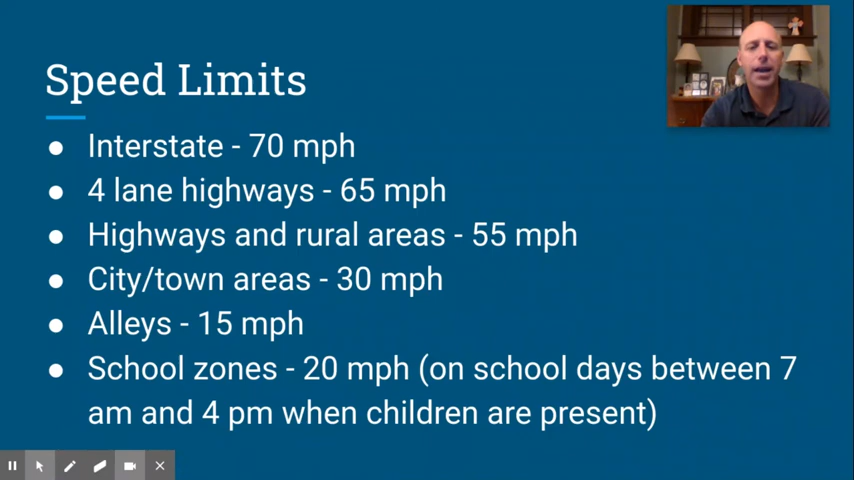 Speed Limits
● Interstate - 70 mph
● 4 lane highways - 65 mph
● Highways and rural areas - 55 mph
● City/town areas - 30 mph
● Alleys - 15 mph
● School zones - 20 mph (on school days between 7
am and 4 pm when children are present)